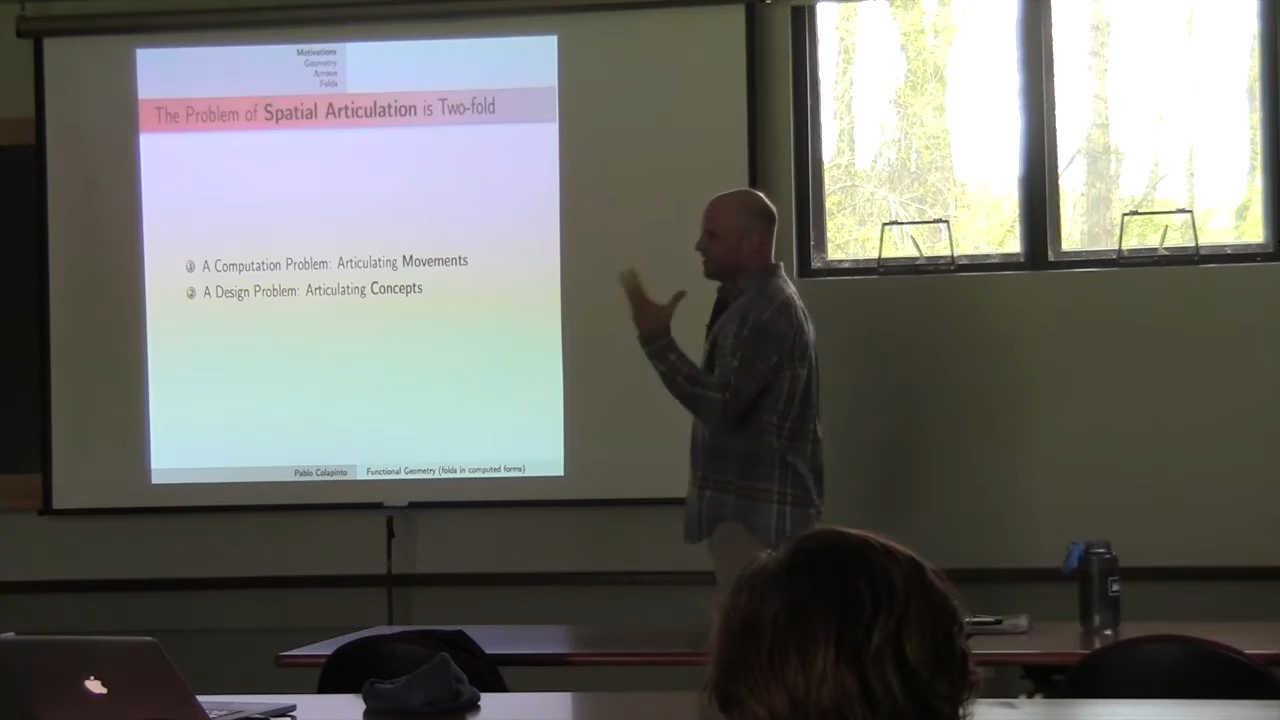 Motivations
Geometry
Arrows
Folds
The Problem of Spatial Articulation is Two-fold
① A Computation Problem: Articulating Movements
② A Design Problem: Articulating Concepts
Pablo Colapinto Functional Geometry (folds in computed forms)